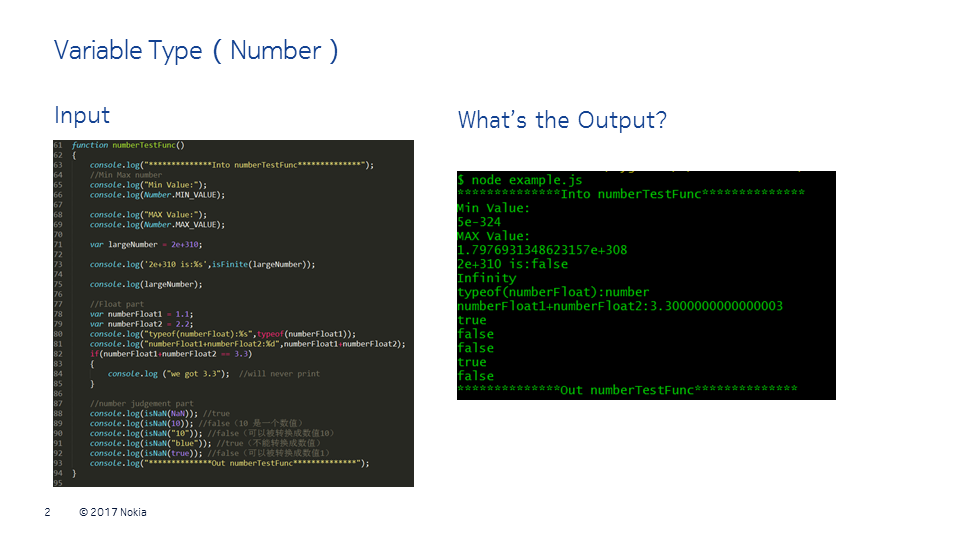 Variable Type（Number）
Input
61 function numberTestFunc()
62 {
63 console.log("**************Into numberTestFunc**************");
64 //Min Max number
65 console.log("Min Value:");
66 console.log(Number.MIN_VALUE);
67
68 console.log("MAX Value:");
69 console.log(Number.MAX_VALUE);
70
71 var largeNumber = 2e+310;
72
73 console.log('2e+310 is:%s',isFinite(largeNumber));
74
75 console.log(largeNumber);
76
77 //Float part
78 var numberFloat1 = 1.1;
79 var numberFloat2 = 2.2;
80 console.log("typeof(numberFloat):%s",typeof(numberFloat1));
81 console.log("numberFloat1+numberFloat2:%d",numberFloat1+numberFloat2);
82 if(numberFloat1+numberFloat2 == 3.3)
83 {
84 console.log ("we got 3.3"); //will never print
85 }
86
87 //number judgement part
88 console.log(isNaN(NaN)); //true
89 console.log(isNaN(10)); //false（10 是一个数值）
90 console.log(isNaN("10")); //false（可以被转换成数值10）
91 console.log(isNaN("blue")); //true（不能转换成数值）
92 console.log(isNaN(true)); //false（可以被转换成数值1）
93 console.log("**************Out numberTestFunc**************");
94 }
95
What's the Output?
$ node example.js
**************Into numberTestFunc**************
Min Value:
5e-324
MAX Value:
1.7976931348623157e+308
2e+310 is:false
Infinity
typeof(numberFloat):number
numberFloat1+numberFloat2:3.3000000000000003
true
false
false
true
false
**************Out numberTestFunc**************
2 © 2017 Nokia